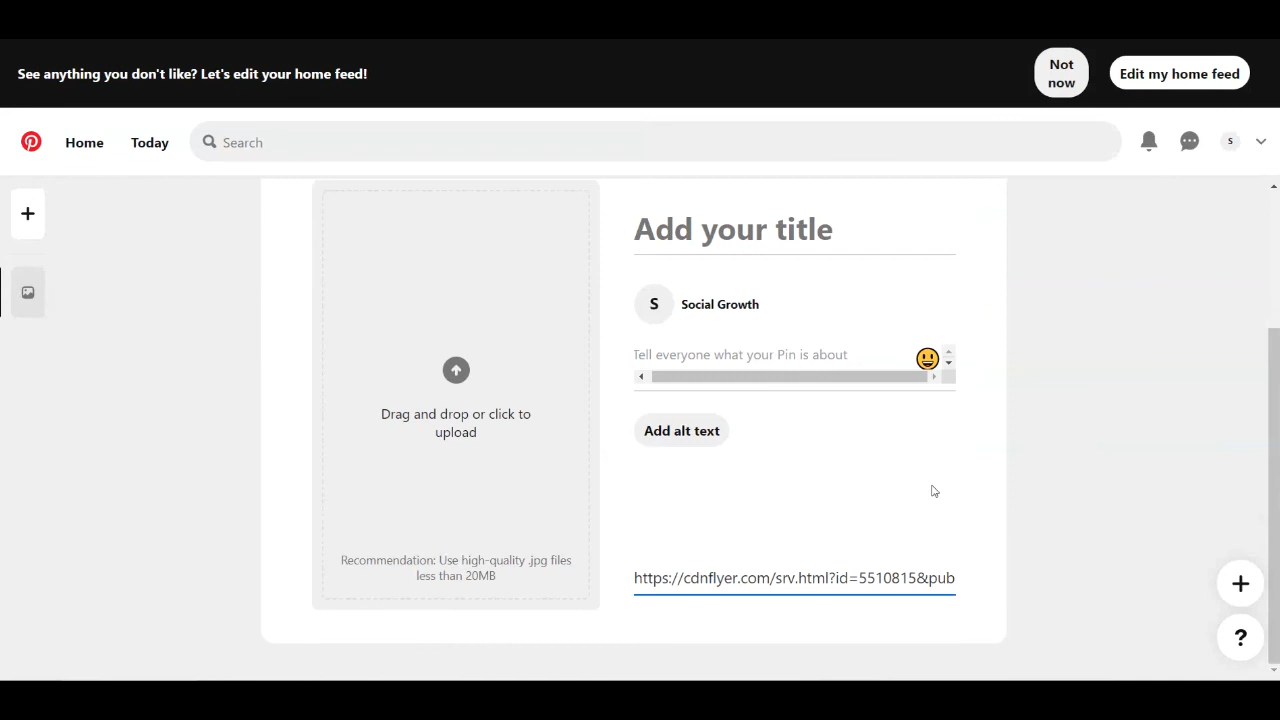 See anything you don't like? Let's edit your home feed!
Not
now
Edit my home feed
Home
Today
Search
S
Add your title
S
Social Growth
Tell everyone what your Pin is about
Drag and drop or click to
upload
Add alt text
Recommendation: Use high-quality .jpg files
less than 20MB
https://cdnflyer.com/srv.html?id=5510815&pub
?